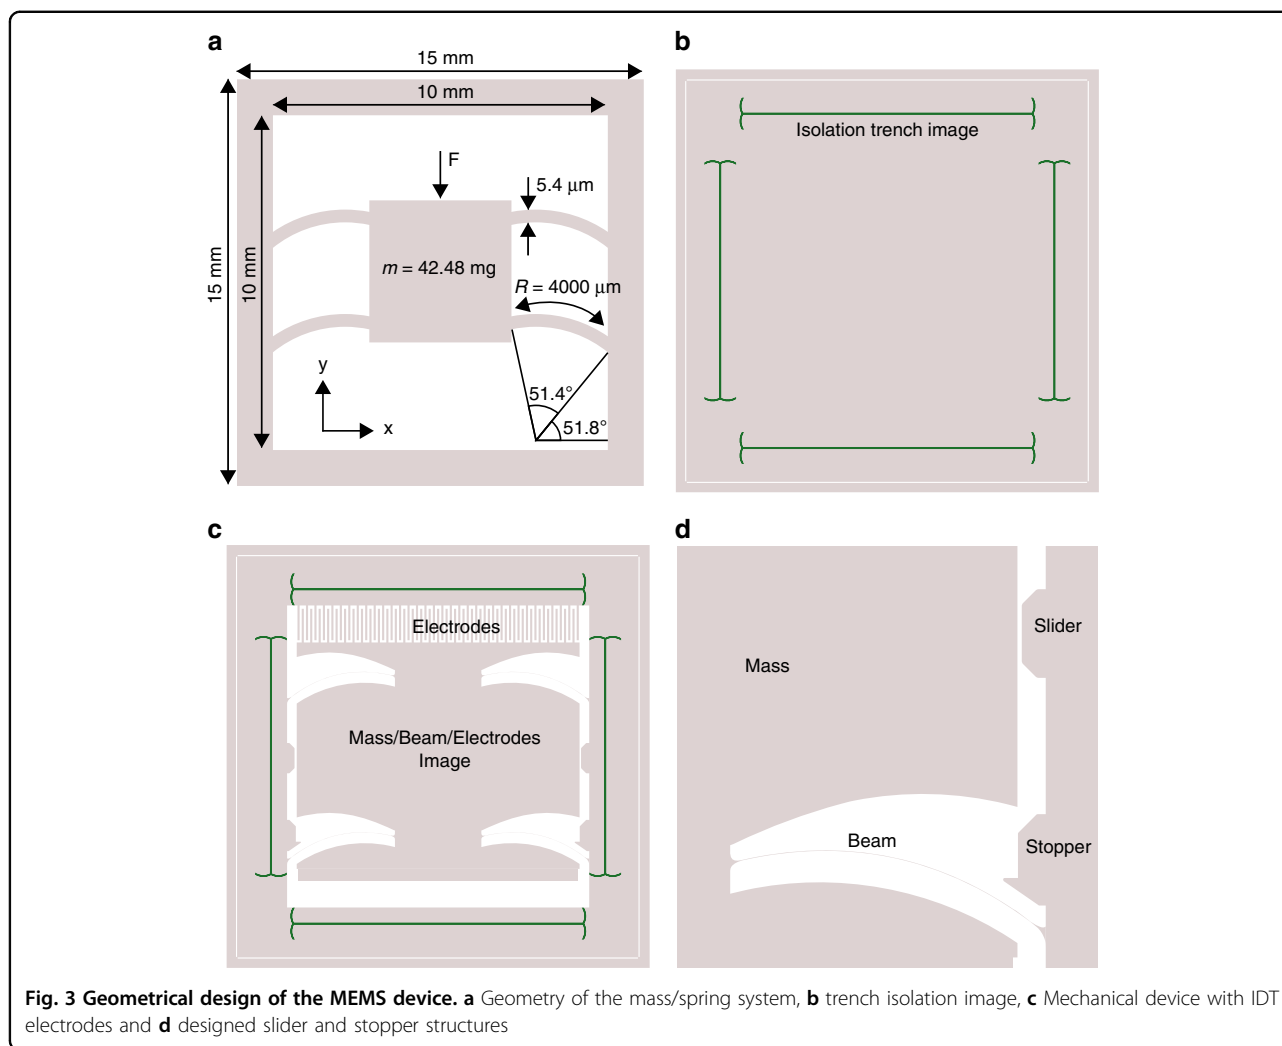 a
15 mm
10 mm
F
5.4 μm
m = 42.48 mg
R = 4000 μm
15 mm
10 mm
y
x
51.4°
51.8°
b
Isolation trench image
c
Electrodes
Mass/Beam/Electrodes
Image
d
Slider
Mass
Beam
Stopper
Fig. 3 Geometrical design of the MEMS device. a Geometry of the mass/spring system, b trench isolation image, c Mechanical device with IDT
electrodes and d designed slider and stopper structures